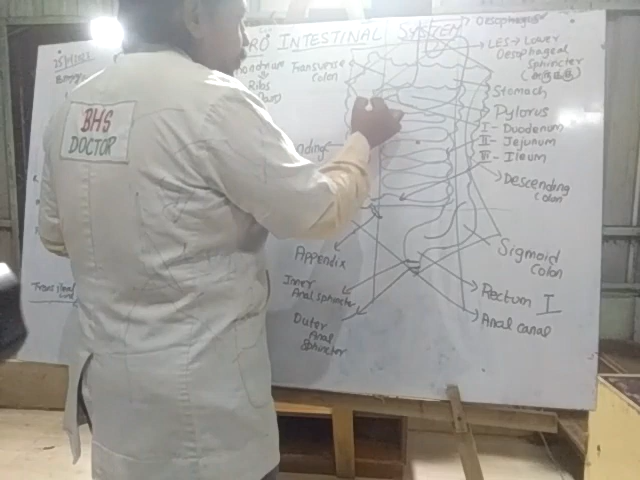 BHS
DOCTOR
RO INTESTINAL SYSTEM
Transverse
colon
Ribs
Oesophagus
LES → Lower
Oesophageal
Sphincter
Stomach
Pylorus
I - Duodenum
II - Jejunum
III - Ileum
Descending
colon
Sigmoid
Colon
Rectum I
Anal canal
Appendix
Inner
Anal sphincter
Outer
Anal
Sphincter